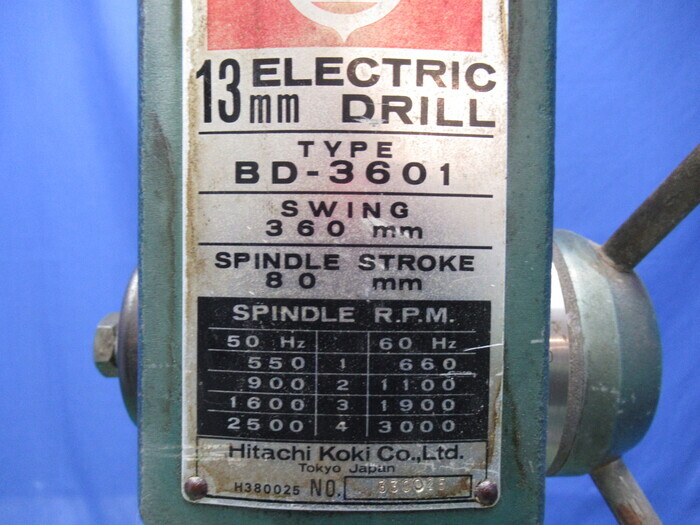 13mm ELECTRIC DRILL
TYPE
BD-3601
SWING
360 mm
SPINDLE STROKE
80 mm
SPINDLE R.P.M.
50 Hz 60 Hz
550 1 660
900 2 1100
1600 3 1900
2500 4 3000
Hitachi Koki Co.,Ltd.
Tokyo Japan
H380025 NO.